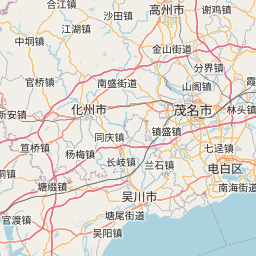 合江镇
沙田镇
高州市
谢鸡镇
江湖镇
中垌镇
金山街道
分界镇
官桥镇
南盛街道
山阁镇
霞
化州市
茂名市
林头镇
新安镇
同庆镇
镇盛镇
笪桥镇
杨梅镇
七迳镇
长岐镇
兰石镇
电白区
塘㙍镇
吴川市
南海街道
官渡镇
塘尾街道
吴阳镇